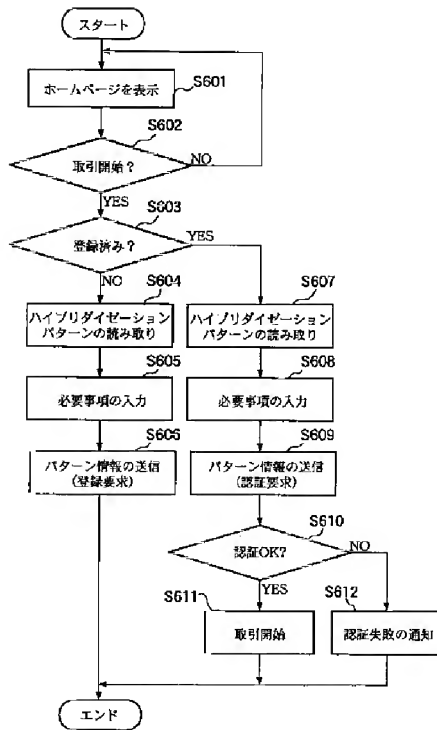 スタート
ホームページを表示
S601
S602
取引開始？
NO
YES
S603
登録済み？
YES
NO
S604
ハイブリダイゼーション
パターンの読み取り
S605
必要事項の入力
S606
パターン情報の送信
(登録要求)
S607
ハイブリダイゼーション
パターンの読み取り
S608
必要事項の入力
S609
パターン情報の送信
(認証要求)
S610
認証OK？
NO
YES
S611
取引開始
S612
認証失敗の通知
エンド